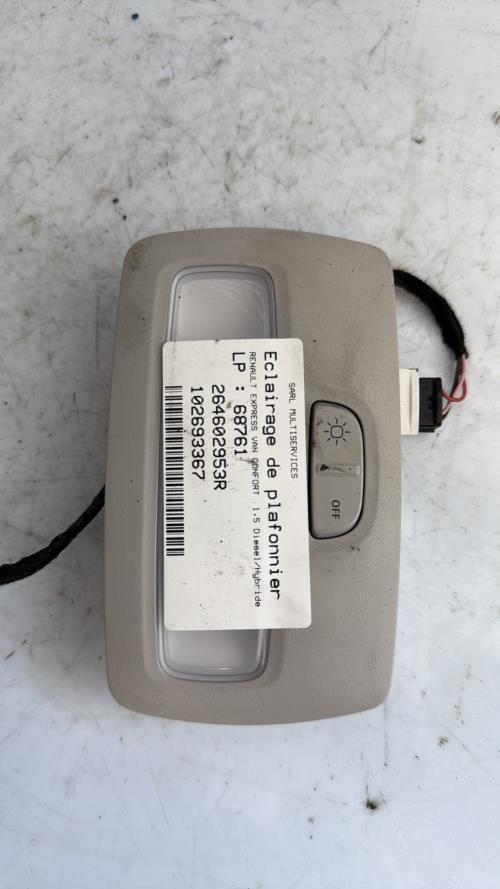 SARL MULTISERVICES
Eclairage de plafonnier
RENAULT EXPRESS VAN CONFORT 1.5 Diesel/Hybride
LP : 68761
264602953R
102693367
OFF